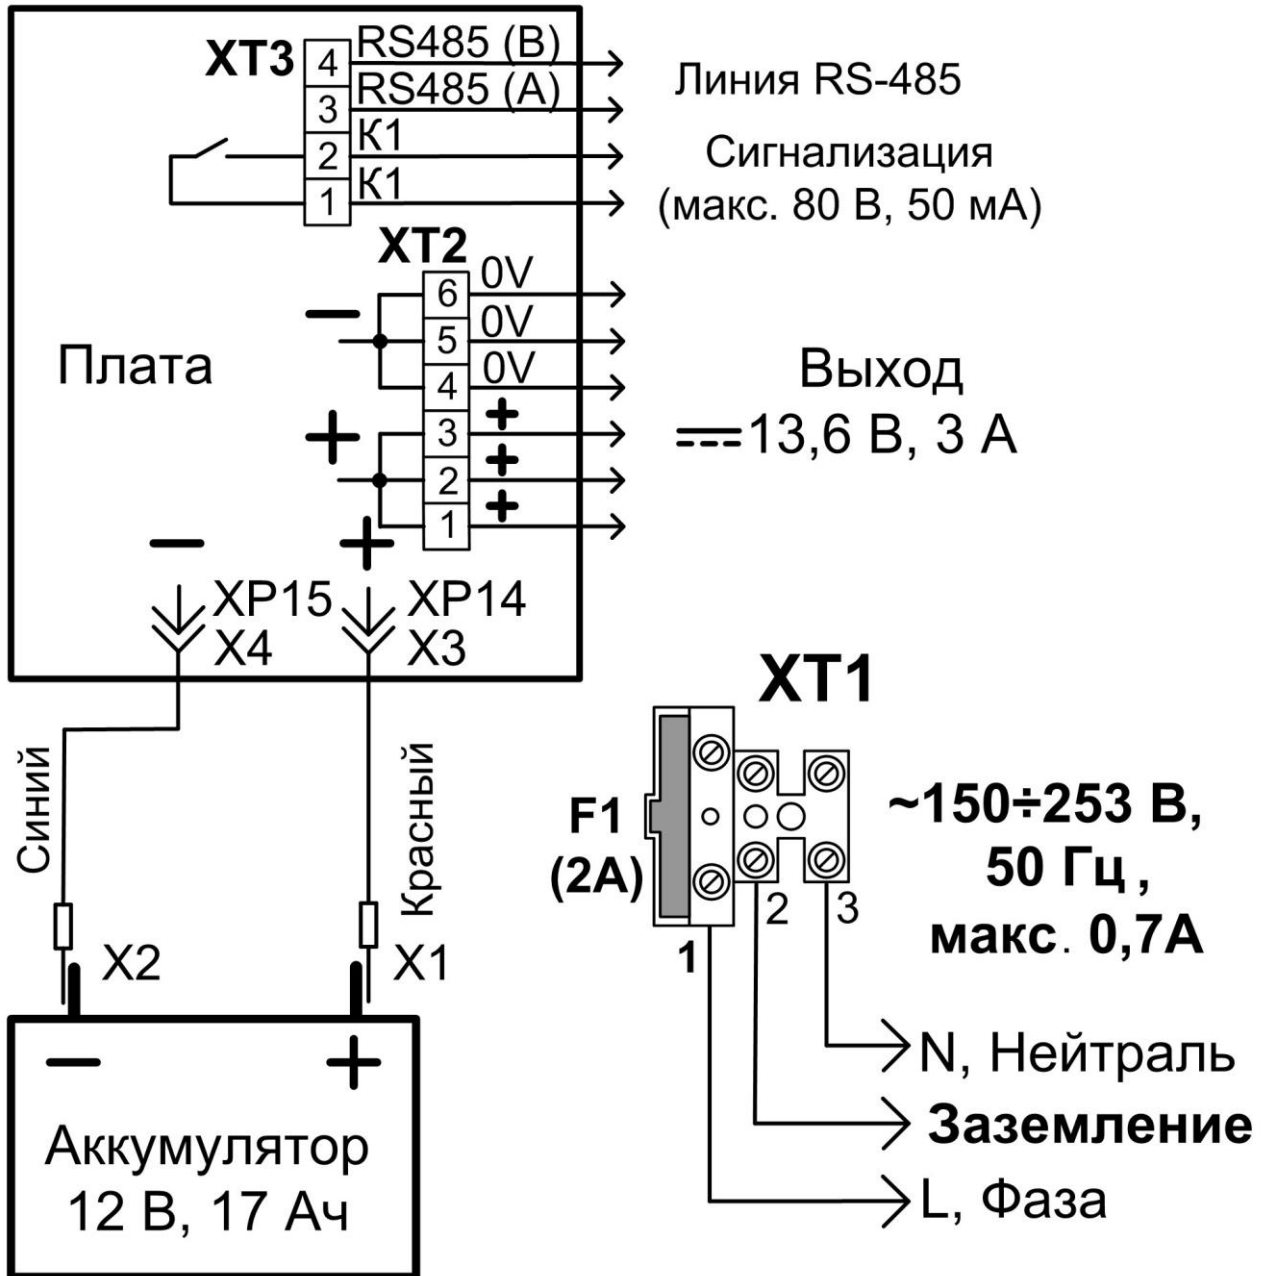 XT3
4
RS485 (B)
3
RS485 (A)
2
К1
1
К1
Линия RS-485
Сигнализация
(макс. 80 В, 50 мА)
XT2
6
0V
5
0V
4
0V
3
+
2
+
1
+
−
+
Плата
Выход
13,6 В, 3 А
−
+
XP15
X4
XP14
X3
XT1
Синий
Красный
F1
(2А)
1
2
3
~150÷253 В,
50 Гц ,
макс. 0,7А
X2
X1
−
+
Аккумулятор
12 В, 17 Ач
N, Нейтраль
Заземление
L, Фаза